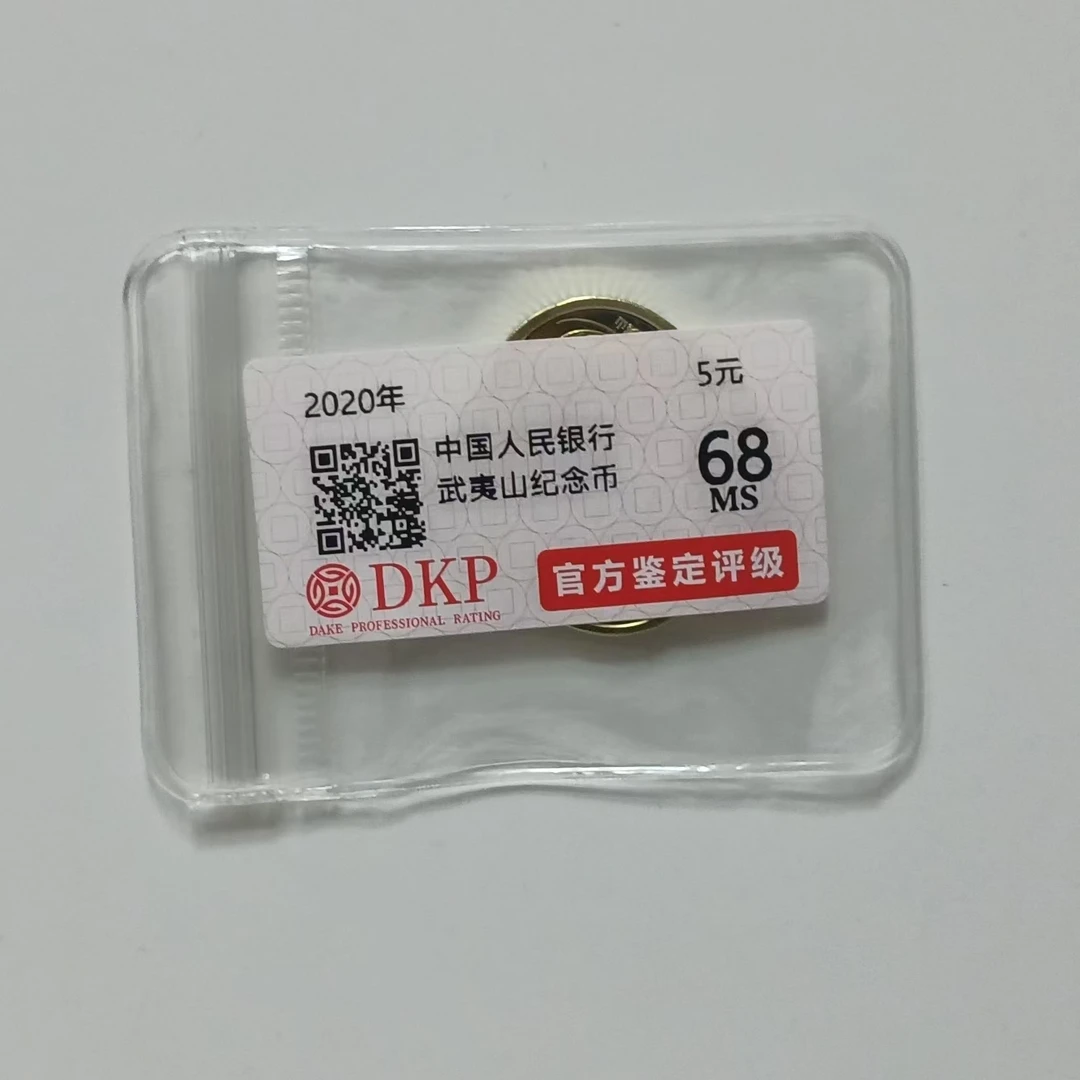 2020年
5元
中国人民银行
武夷山纪念币
68
MS
DKP
DAKE PROFESSIONAL RATING
官方鉴定评级